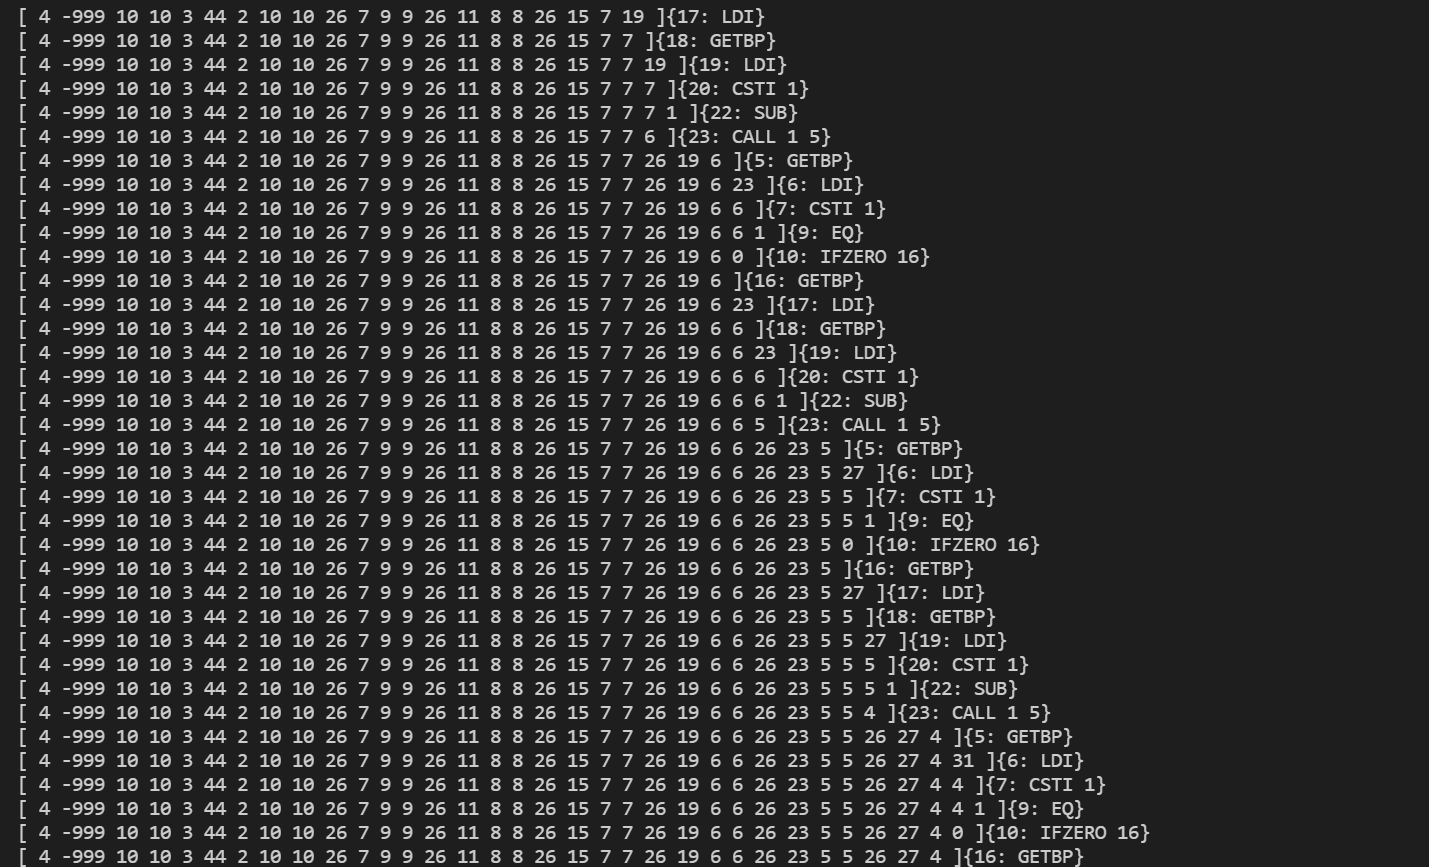 [ 4 -999 10 10 3 44 2 10 10 26 7 9 9 26 11 8 8 26 15 7 19 ]{17: LDI}
[ 4 -999 10 10 3 44 2 10 10 26 7 9 9 26 11 8 8 26 15 7 7 ]{18: GETBP}
[ 4 -999 10 10 3 44 2 10 10 26 7 9 9 26 11 8 8 26 15 7 7 19 ]{19: LDI}
[ 4 -999 10 10 3 44 2 10 10 26 7 9 9 26 11 8 8 26 15 7 7 7 ]{20: CSTI 1}
[ 4 -999 10 10 3 44 2 10 10 26 7 9 9 26 11 8 8 26 15 7 7 7 1 ]{22: SUB}
[ 4 -999 10 10 3 44 2 10 10 26 7 9 9 26 11 8 8 26 15 7 7 6 ]{23: CALL 1 5}
[ 4 -999 10 10 3 44 2 10 10 26 7 9 9 26 11 8 8 26 15 7 7 26 19 6 ]{5: GETBP}
[ 4 -999 10 10 3 44 2 10 10 26 7 9 9 26 11 8 8 26 15 7 7 26 19 6 23 ]{6: LDI}
[ 4 -999 10 10 3 44 2 10 10 26 7 9 9 26 11 8 8 26 15 7 7 26 19 6 6 ]{7: CSTI 1}
[ 4 -999 10 10 3 44 2 10 10 26 7 9 9 26 11 8 8 26 15 7 7 26 19 6 6 1 ]{9: EQ}
[ 4 -999 10 10 3 44 2 10 10 26 7 9 9 26 11 8 8 26 15 7 7 26 19 6 0 ]{10: IFZERO 16}
[ 4 -999 10 10 3 44 2 10 10 26 7 9 9 26 11 8 8 26 15 7 7 26 19 6 ]{16: GETBP}
[ 4 -999 10 10 3 44 2 10 10 26 7 9 9 26 11 8 8 26 15 7 7 26 19 6 23 ]{17: LDI}
[ 4 -999 10 10 3 44 2 10 10 26 7 9 9 26 11 8 8 26 15 7 7 26 19 6 6 ]{18: GETBP}
[ 4 -999 10 10 3 44 2 10 10 26 7 9 9 26 11 8 8 26 15 7 7 26 19 6 6 23 ]{19: LDI}
[ 4 -999 10 10 3 44 2 10 10 26 7 9 9 26 11 8 8 26 15 7 7 26 19 6 6 6 ]{20: CSTI 1}
[ 4 -999 10 10 3 44 2 10 10 26 7 9 9 26 11 8 8 26 15 7 7 26 19 6 6 6 1 ]{22: SUB}
[ 4 -999 10 10 3 44 2 10 10 26 7 9 9 26 11 8 8 26 15 7 7 26 19 6 6 5 ]{23: CALL 1 5}
[ 4 -999 10 10 3 44 2 10 10 26 7 9 9 26 11 8 8 26 15 7 7 26 19 6 6 26 23 5 ]{5: GETBP}
[ 4 -999 10 10 3 44 2 10 10 26 7 9 9 26 11 8 8 26 15 7 7 26 19 6 6 26 23 5 27 ]{6: LDI}
[ 4 -999 10 10 3 44 2 10 10 26 7 9 9 26 11 8 8 26 15 7 7 26 19 6 6 26 23 5 5 ]{7: CSTI 1}
[ 4 -999 10 10 3 44 2 10 10 26 7 9 9 26 11 8 8 26 15 7 7 26 19 6 6 26 23 5 5 1 ]{9: EQ}
[ 4 -999 10 10 3 44 2 10 10 26 7 9 9 26 11 8 8 26 15 7 7 26 19 6 6 26 23 5 0 ]{10: IFZERO 16}
[ 4 -999 10 10 3 44 2 10 10 26 7 9 9 26 11 8 8 26 15 7 7 26 19 6 6 26 23 5 ]{16: GETBP}
[ 4 -999 10 10 3 44 2 10 10 26 7 9 9 26 11 8 8 26 15 7 7 26 19 6 6 26 23 5 27 ]{17: LDI}
[ 4 -999 10 10 3 44 2 10 10 26 7 9 9 26 11 8 8 26 15 7 7 26 19 6 6 26 23 5 5 ]{18: GETBP}
[ 4 -999 10 10 3 44 2 10 10 26 7 9 9 26 11 8 8 26 15 7 7 26 19 6 6 26 23 5 5 27 ]{19: LDI}
[ 4 -999 10 10 3 44 2 10 10 26 7 9 9 26 11 8 8 26 15 7 7 26 19 6 6 26 23 5 5 5 ]{20: CSTI 1}
[ 4 -999 10 10 3 44 2 10 10 26 7 9 9 26 11 8 8 26 15 7 7 26 19 6 6 26 23 5 5 5 1 ]{22: SUB}
[ 4 -999 10 10 3 44 2 10 10 26 7 9 9 26 11 8 8 26 15 7 7 26 19 6 6 26 23 5 5 4 ]{23: CALL 1 5}
[ 4 -999 10 10 3 44 2 10 10 26 7 9 9 26 11 8 8 26 15 7 7 26 19 6 6 26 23 5 5 26 27 4 ]{5: GETBP}
[ 4 -999 10 10 3 44 2 10 10 26 7 9 9 26 11 8 8 26 15 7 7 26 19 6 6 26 23 5 5 26 27 4 31 ]{6: LDI}
[ 4 -999 10 10 3 44 2 10 10 26 7 9 9 26 11 8 8 26 15 7 7 26 19 6 6 26 23 5 5 26 27 4 4 ]{7: CSTI 1}
[ 4 -999 10 10 3 44 2 10 10 26 7 9 9 26 11 8 8 26 15 7 7 26 19 6 6 26 23 5 5 26 27 4 4 1 ]{9: EQ}
[ 4 -999 10 10 3 44 2 10 10 26 7 9 9 26 11 8 8 26 15 7 7 26 19 6 6 26 23 5 5 26 27 4 0 ]{10: IFZERO 16}
[ 4 -999 10 10 3 44 2 10 10 26 7 9 9 26 11 8 8 26 15 7 7 26 19 6 6 26 23 5 5 26 27 4 ]{16: GETBP}